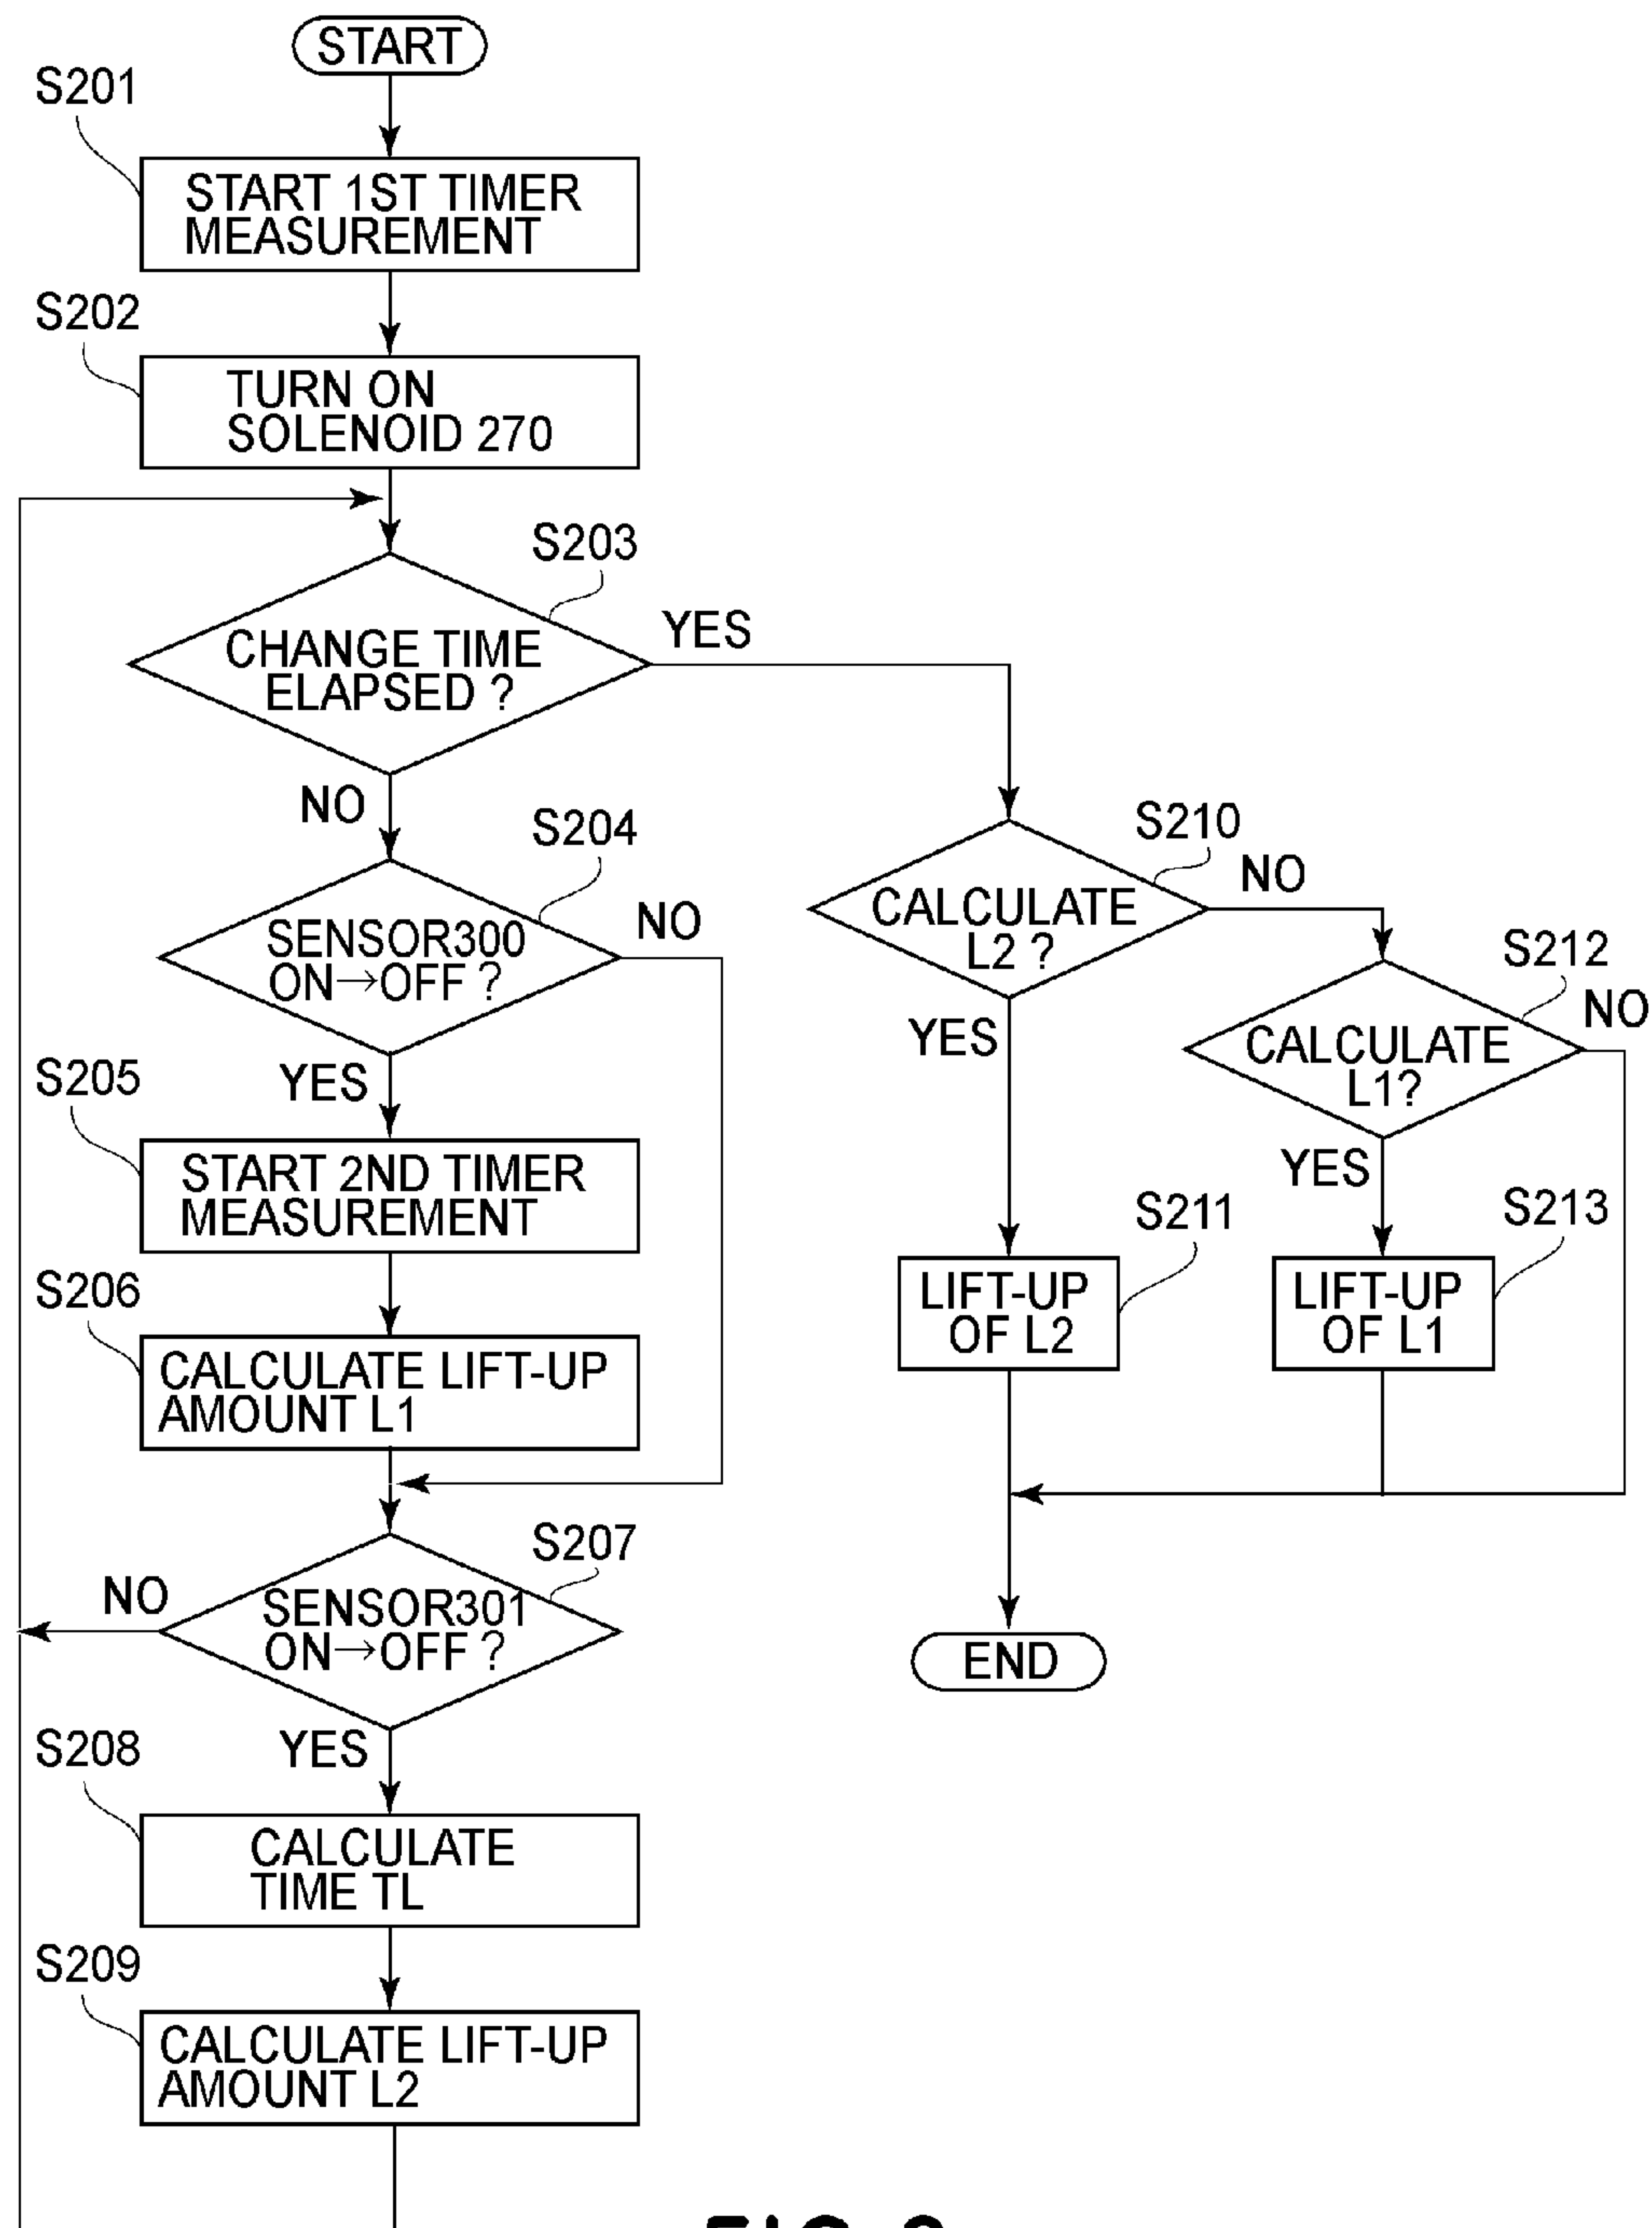 START
S201
START 1ST TIMER
MEASUREMENT
S202
TURN ON
SOLENOID 270
S203
CHANGE TIME
ELAPSED ?
YES
NO
S204
SENSOR300
ON→OFF ?
NO
YES
S205
START 2ND TIMER
MEASUREMENT
S206
CALCULATE LIFT-UP
AMOUNT L1
S207
SENSOR301
ON→OFF ?
NO
YES
S208
CALCULATE
TIME TL
S209
CALCULATE LIFT-UP
AMOUNT L2
S210
CALCULATE
L2 ?
NO
YES
S211
LIFT-UP
OF L2
S212
CALCULATE
L1?
NO
YES
S213
LIFT-UP
OF L1
END